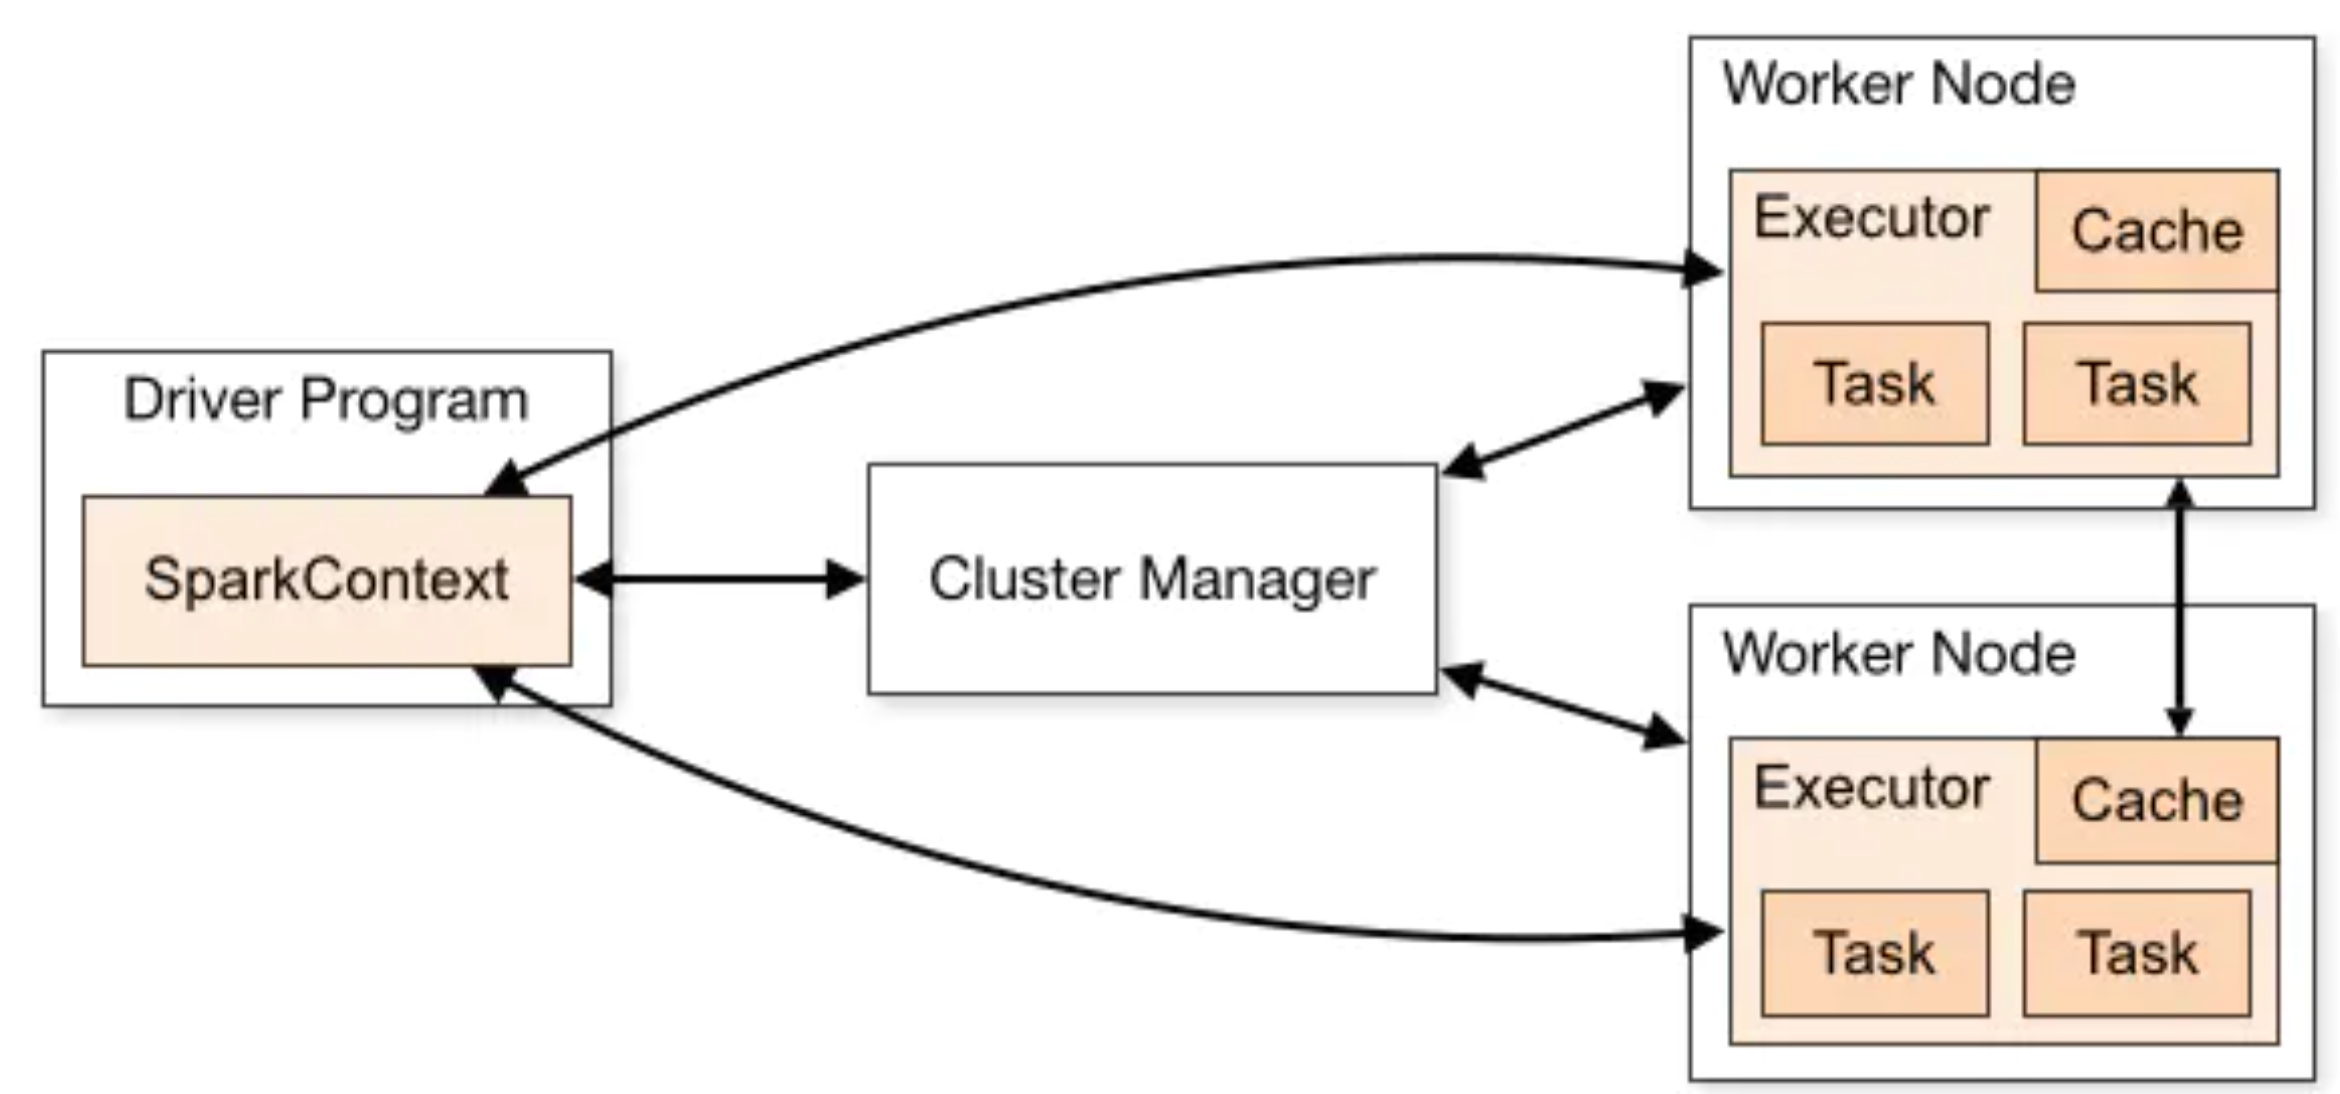 Worker Node
Executor
Cache
Task
Task
Driver Program
SparkContext
Cluster Manager
Worker Node
Executor
Cache
Task
Task